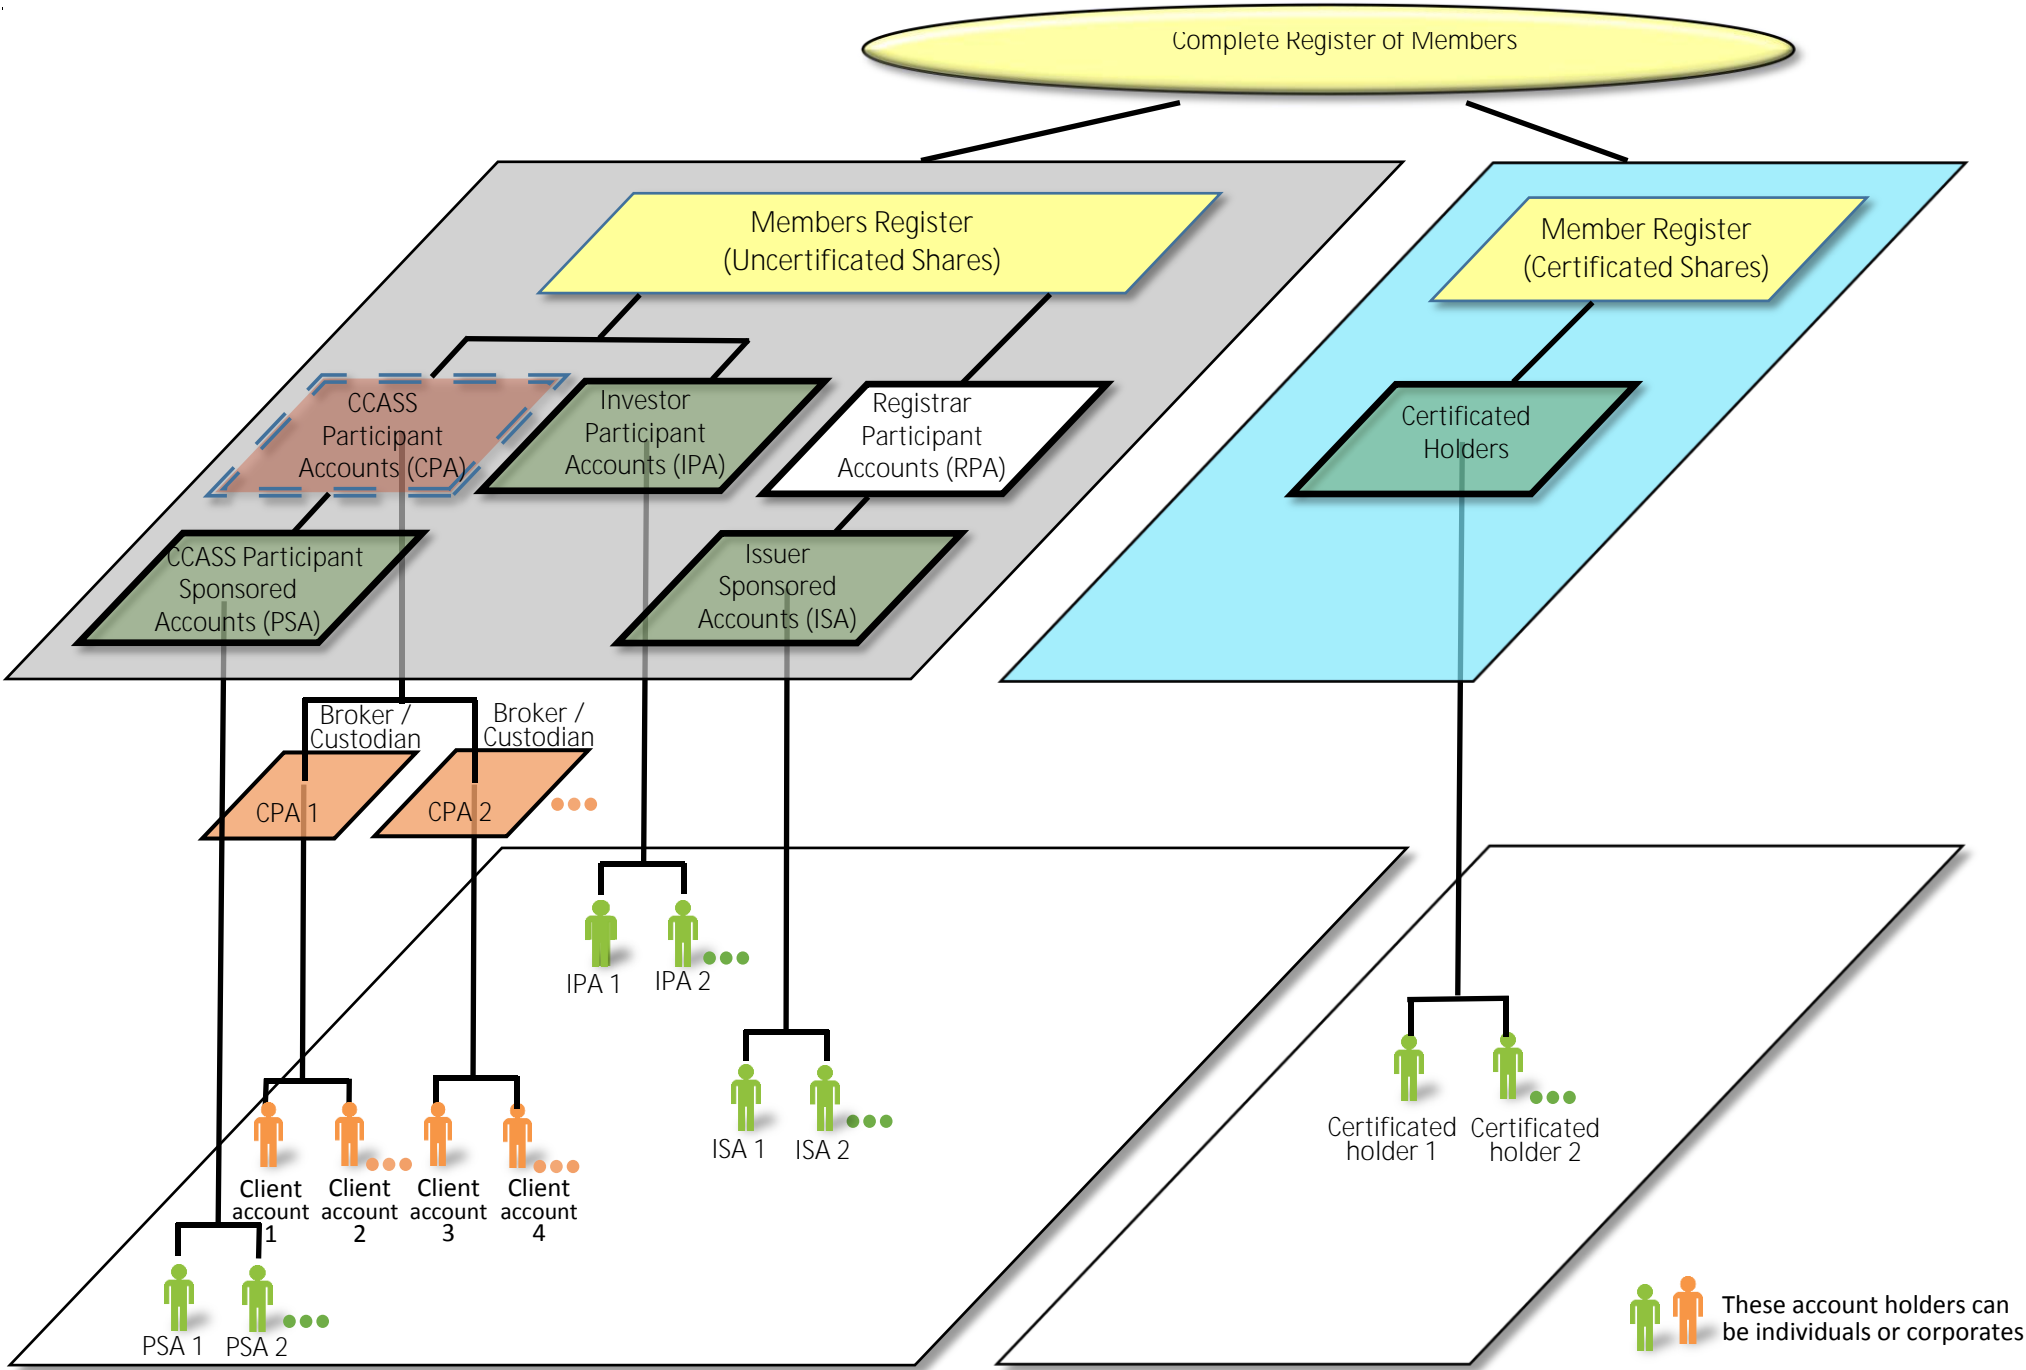 Complete Register of Members
Members Register
(Uncertificated Shares)
Member Register
(Certificated Shares)
CCASS
Participant
Accounts (CPA)
Investor
Participant
Accounts (IPA)
Registrar
Participant
Accounts (RPA)
Certificated
Holders
CCASS Participant
Sponsored
Accounts (PSA)
Issuer
Sponsored
Accounts (ISA)
Broker /
Custodian
Broker /
Custodian
CPA 1
CPA 2
IPA 1
IPA 2
ISA 1
ISA 2
Certificated
holder 1
Certificated
holder 2
Client
account
1
Client
account
2
Client
account
3
Client
account
4
PSA 1
PSA 2
These account holders can
be individuals or corporates